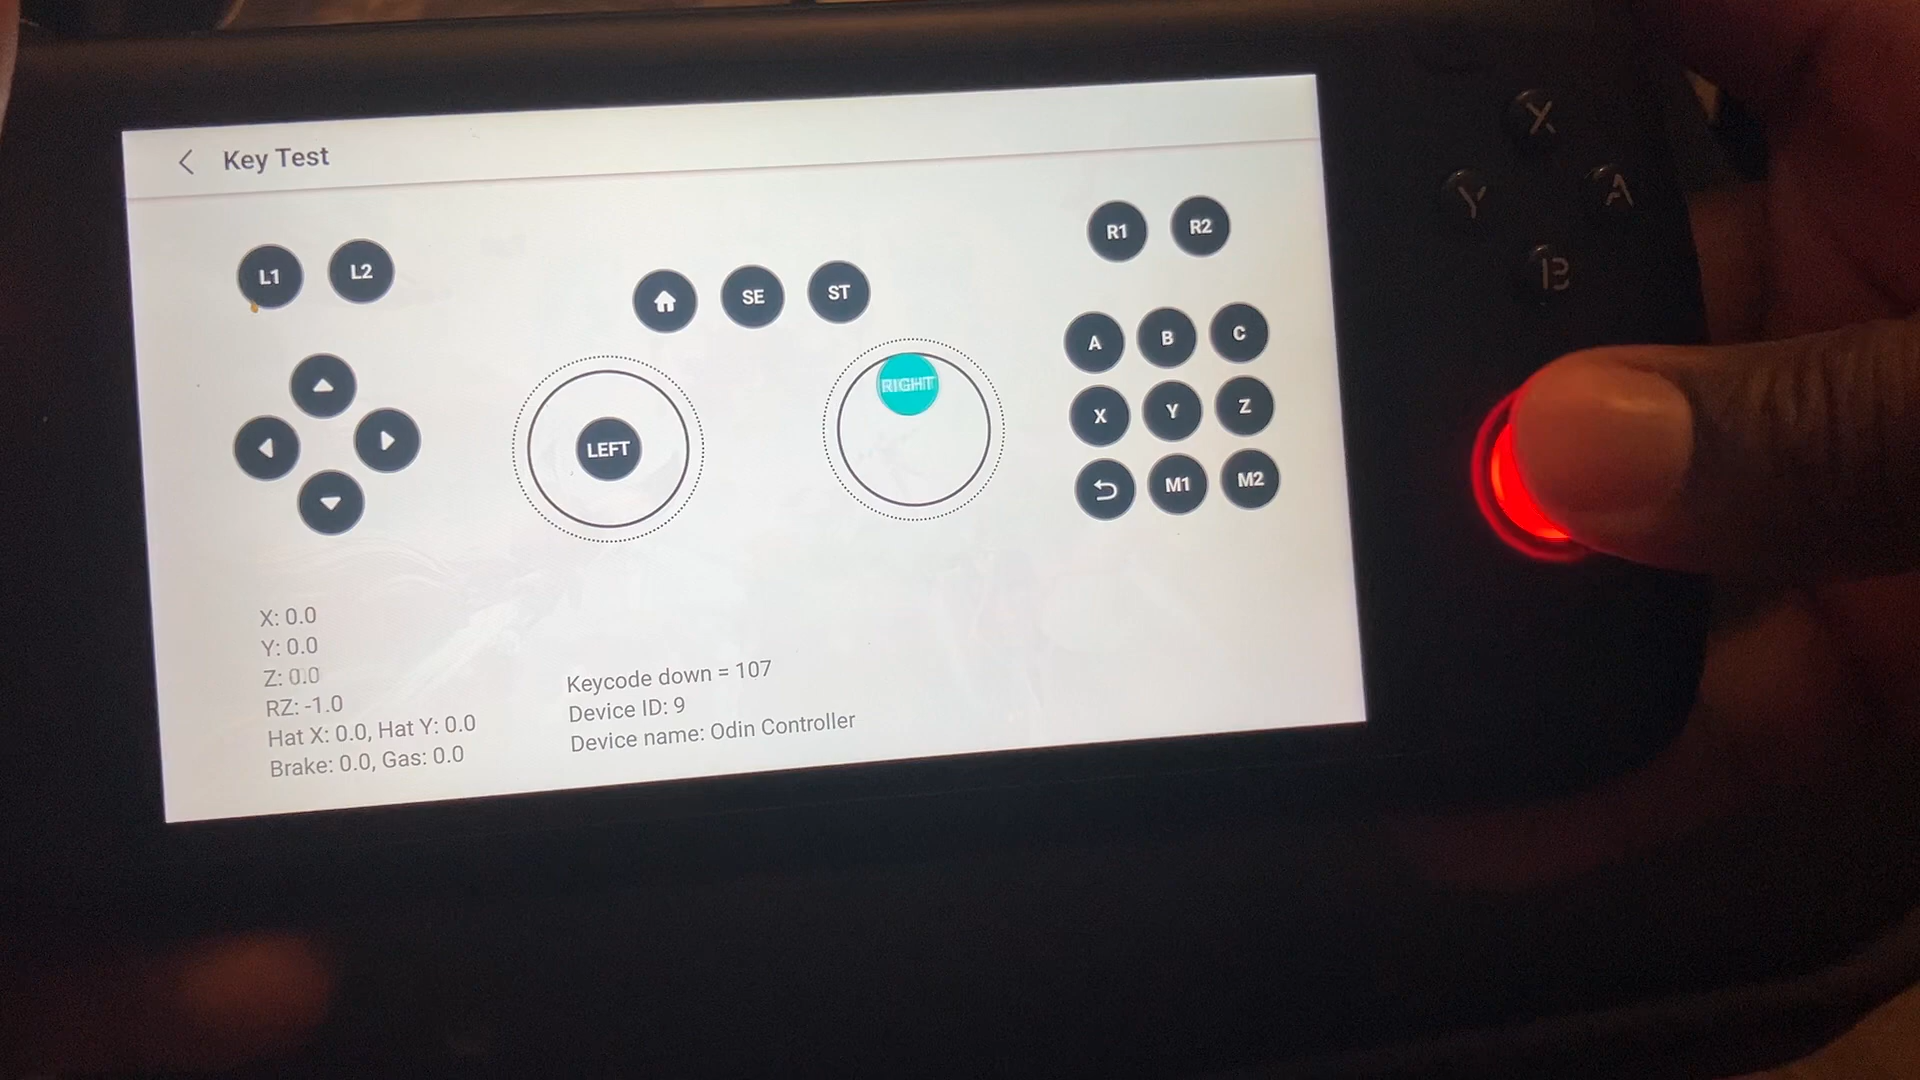 Key Test
L1 L2
R1 R2
SE ST
A B C
LEFT
RIGHT
X Y Z
M1 M2
X: 0.0
Y: 0.0
Z: 0.0
RZ: -1.0
Hat X: 0.0, Hat Y: 0.0
Brake: 0.0, Gas: 0.0
Keycode down = 107
Device ID: 9
Device name: Odin Controller
X
Y A
B